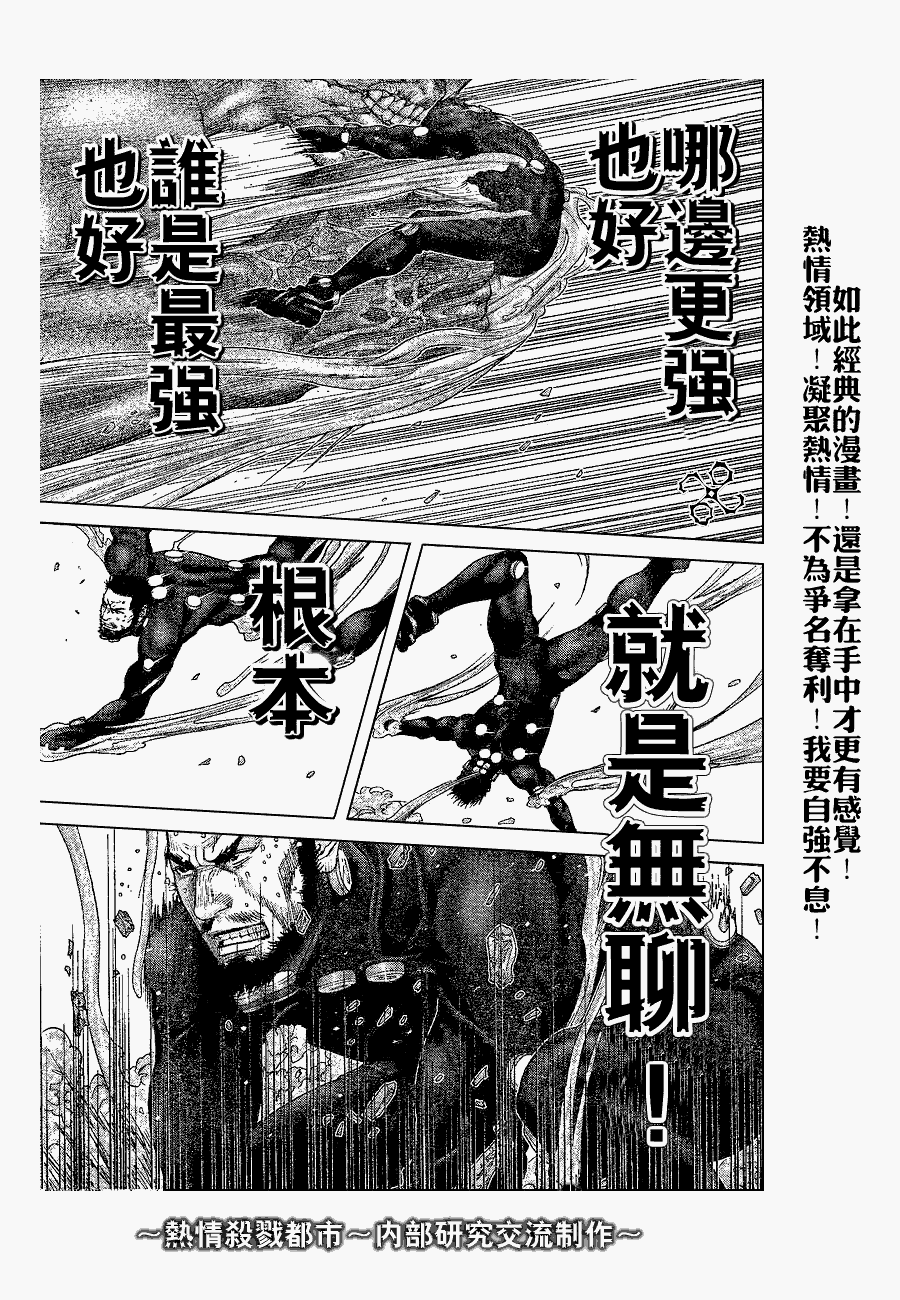 哪邊更强
也好
誰是最强
也好
根本
就是無聊！
如此經典的漫畫！還是拿在手中才更有感覺！
熱情領域！凝聚熱情！不為爭名奪利！我要自強不息！
～熱情殺戮都市～内部研究交流制作～